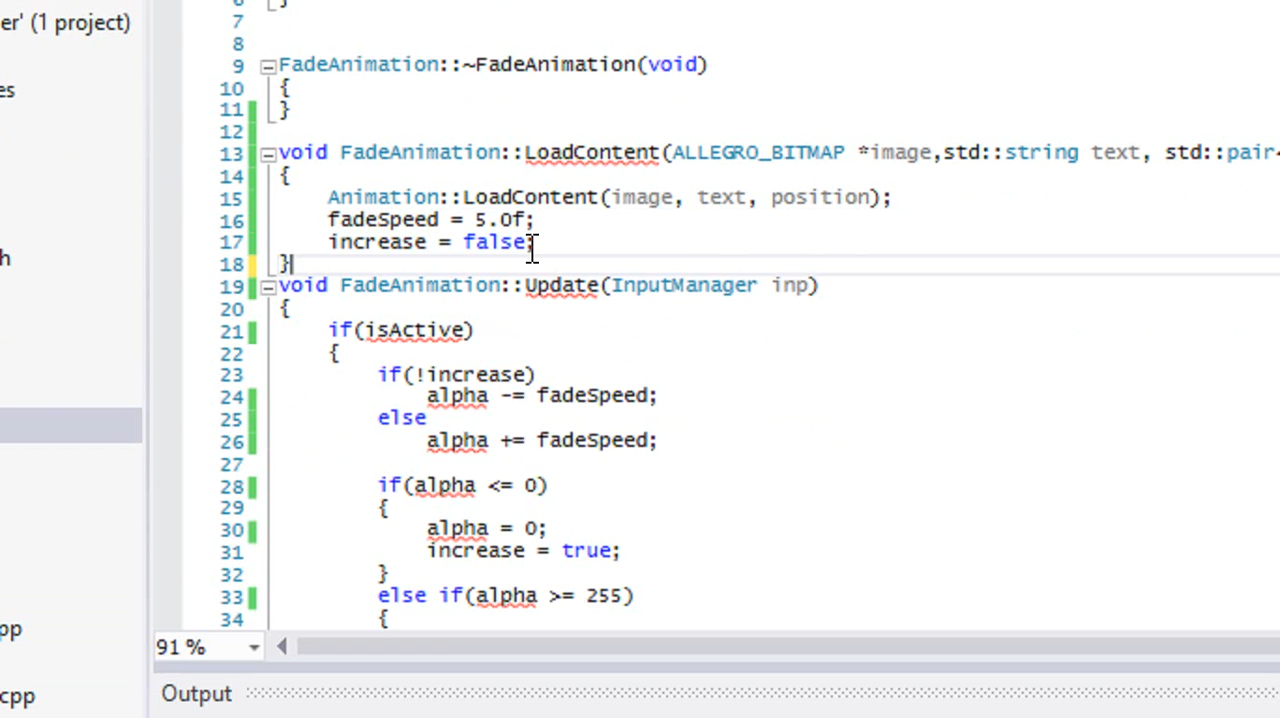 er' (1 project)
es
h
pp
cpp
7
8
9 FadeAnimation::~FadeAnimation(void)
10 {
11 }
12
13 void FadeAnimation::LoadContent(ALLEGRO_BITMAP *image,std::string text, std::pair<
14 {
15 Animation::LoadContent(image, text, position);
16 fadeSpeed = 5.0f;
17 increase = false;
18 }
19 void FadeAnimation::Update(InputManager inp)
20 {
21 if(isActive)
22 {
23 if(!increase)
24 alpha -= fadeSpeed;
25 else
26 alpha += fadeSpeed;
27
28 if(alpha <= 0)
29 {
30 alpha = 0;
31 increase = true;
32 }
33 else if(alpha >= 255)
34 {
91 %
Output